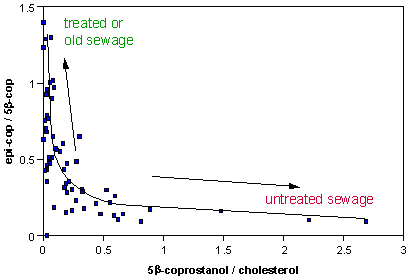 treated or
old sewage
untreated sewage
epi-cop / 5β-cop
1.5
1
0.5
0
0
0.5
1
1.5
2
2.5
3
5β-coprostanol / cholesterol